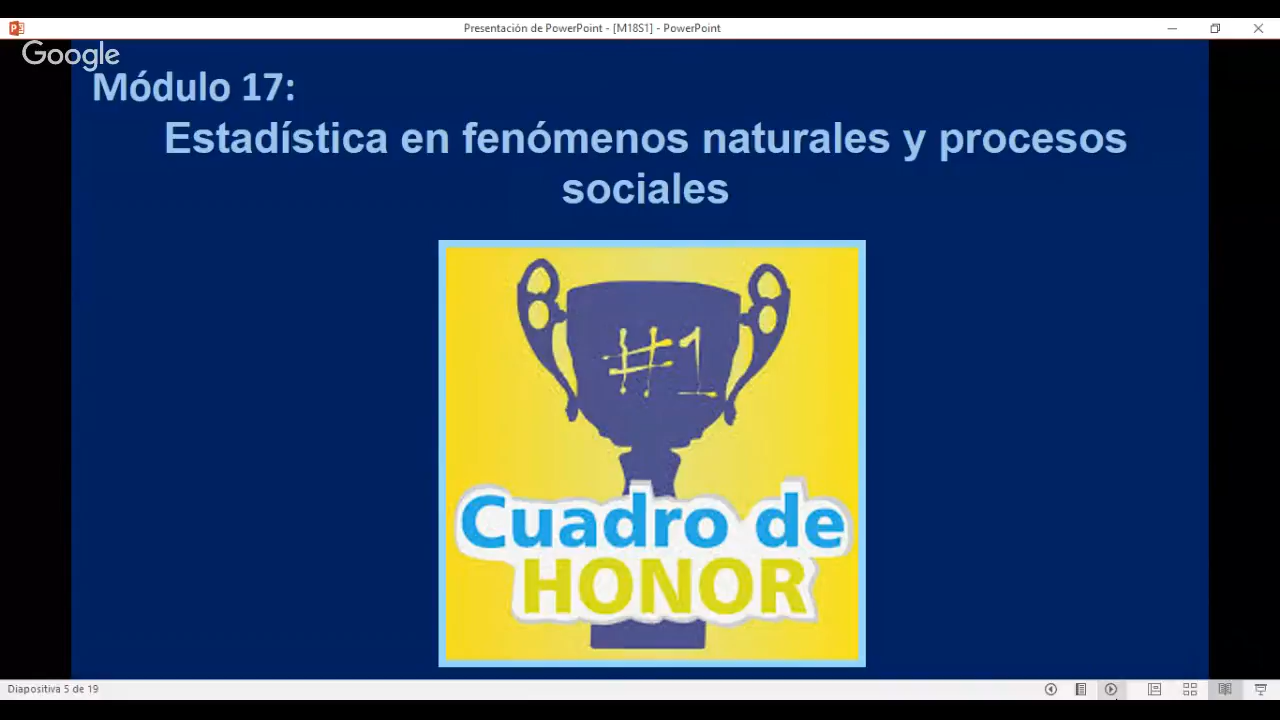 Presentación de PowerPoint - [M18S1] - PowerPoint
Google
Módulo 17:
Estadística en fenómenos naturales y procesos
sociales
#1
Cuadro de
HONOR
Diapositiva 5 de 19